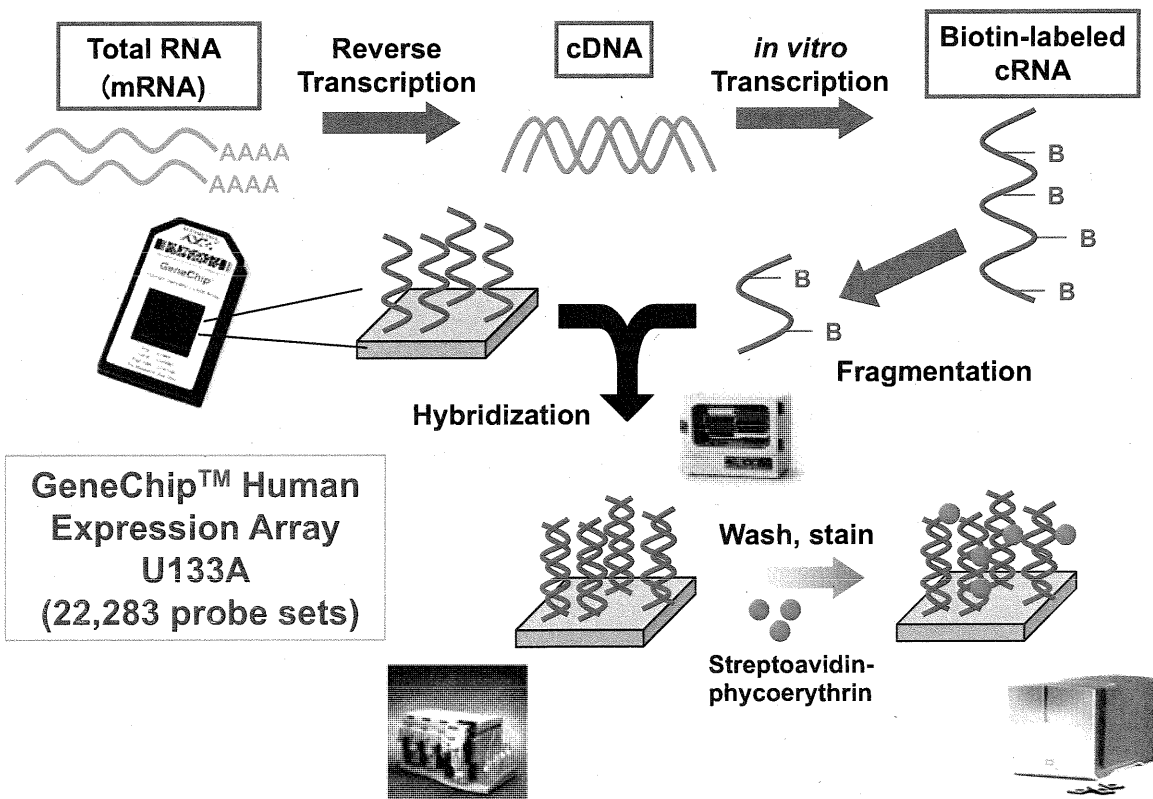 Total RNA
(mRNA)
Reverse
Transcription
cDNA
in vitro
Transcription
Biotin-labeled
cRNA
AAAA
AAAA
B
B
B
B
GeneChip
B
B
Fragmentation
Hybridization
GeneChip™ Human
Expression Array
U133A
(22,283 probe sets)
Wash, stain
Streptoavidin-
phycoerythrin